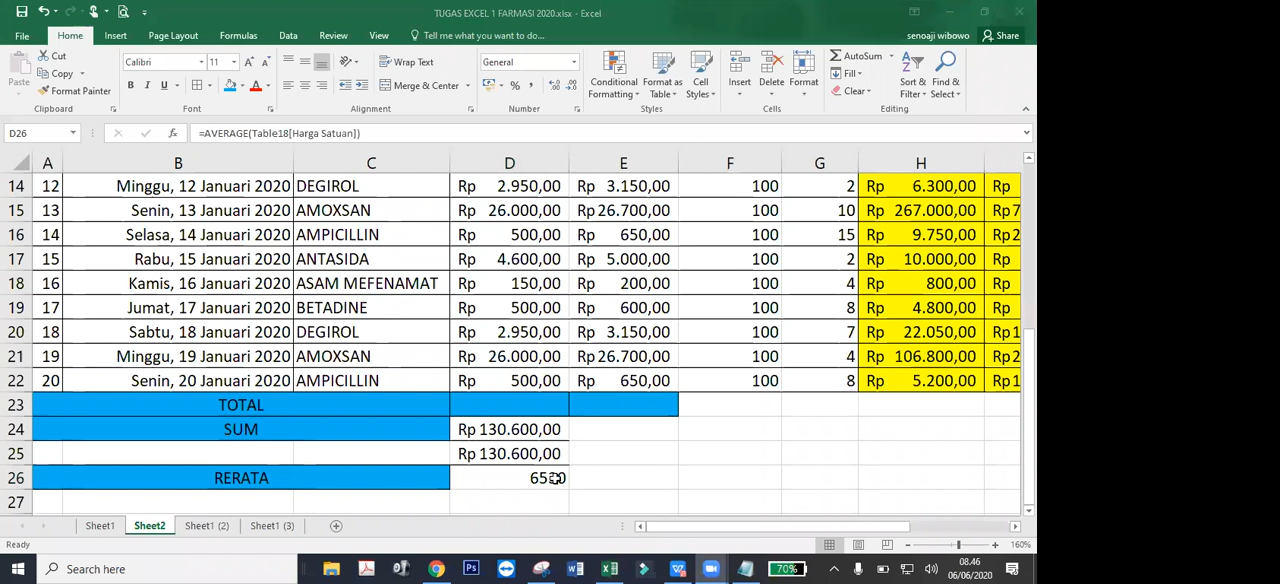 TUGAS EXCEL 1 FARMASI 2020.xlsx - Excel
File Home Insert Page Layout Formulas Data Review View Tell me what you want to do... senoaji wibowo Share
Cut
Copy
Format Painter
Paste
Clipboard
Calibri 11
B I U
Font
Wrap Text
Merge & Center
Alignment
General
Number
Conditional Formatting
Format as Table
Cell Styles
Styles
Insert Delete Format
Cells
AutoSum
Fill
Clear
Sort & Filter
Find & Select
Editing
D26 fx =AVERAGE(Table18[Harga Satuan])
A B C D E F G H
14 12 Minggu, 12 Januari 2020 DEGIROL Rp 2.950,00 Rp 3.150,00 100 2 Rp 6.300,00 Rp
15 13 Senin, 13 Januari 2020 AMOXSAN Rp 26.000,00 Rp 26.700,00 100 10 Rp 267.000,00 Rp 7
16 14 Selasa, 14 Januari 2020 AMPICILLIN Rp 500,00 Rp 650,00 100 15 Rp 9.750,00 Rp 2
17 15 Rabu, 15 Januari 2020 ANTASIDA Rp 4.600,00 Rp 5.000,00 100 2 Rp 10.000,00 Rp
18 16 Kamis, 16 Januari 2020 ASAM MEFENAMAT Rp 150,00 Rp 200,00 100 4 Rp 800,00 Rp
19 17 Jumat, 17 Januari 2020 BETADINE Rp 500,00 Rp 600,00 100 8 Rp 4.800,00 Rp
20 18 Sabtu, 18 Januari 2020 DEGIROL Rp 2.950,00 Rp 3.150,00 100 7 Rp 22.050,00 Rp 1
21 19 Minggu, 19 Januari 2020 AMOXSAN Rp 26.000,00 Rp 26.700,00 100 4 Rp 106.800,00 Rp 2
22 20 Senin, 20 Januari 2020 AMPICILLIN Rp 500,00 Rp 650,00 100 8 Rp 5.200,00 Rp 1
23 TOTAL
24 SUM Rp 130.600,00
25 Rp 130.600,00
26 RERATA 6530
27
Sheet1 Sheet2 Sheet1 (2) Sheet1 (3)
Ready 160%
Search here 70% 08.46
06/06/2020